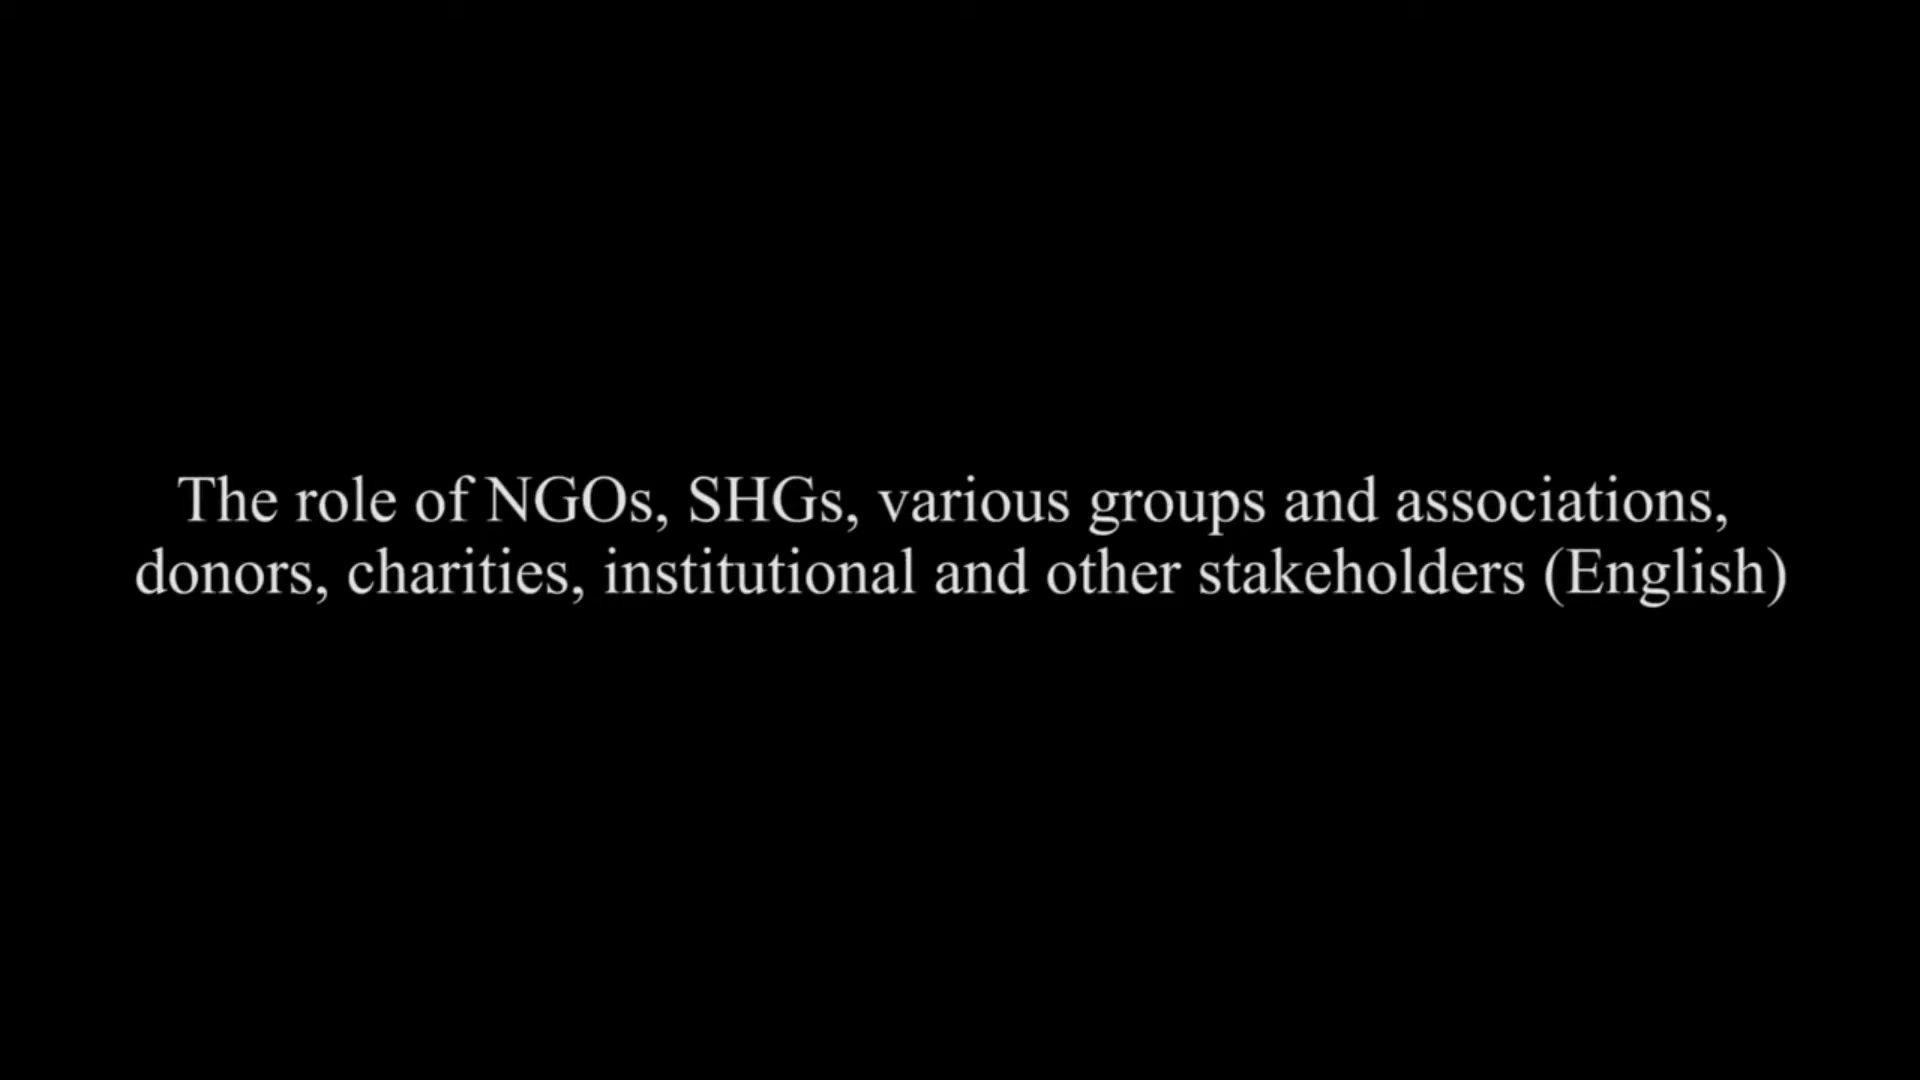 The role of NGOs, SHGs, various groups and associations,
donors, charities, institutional and other stakeholders (English)